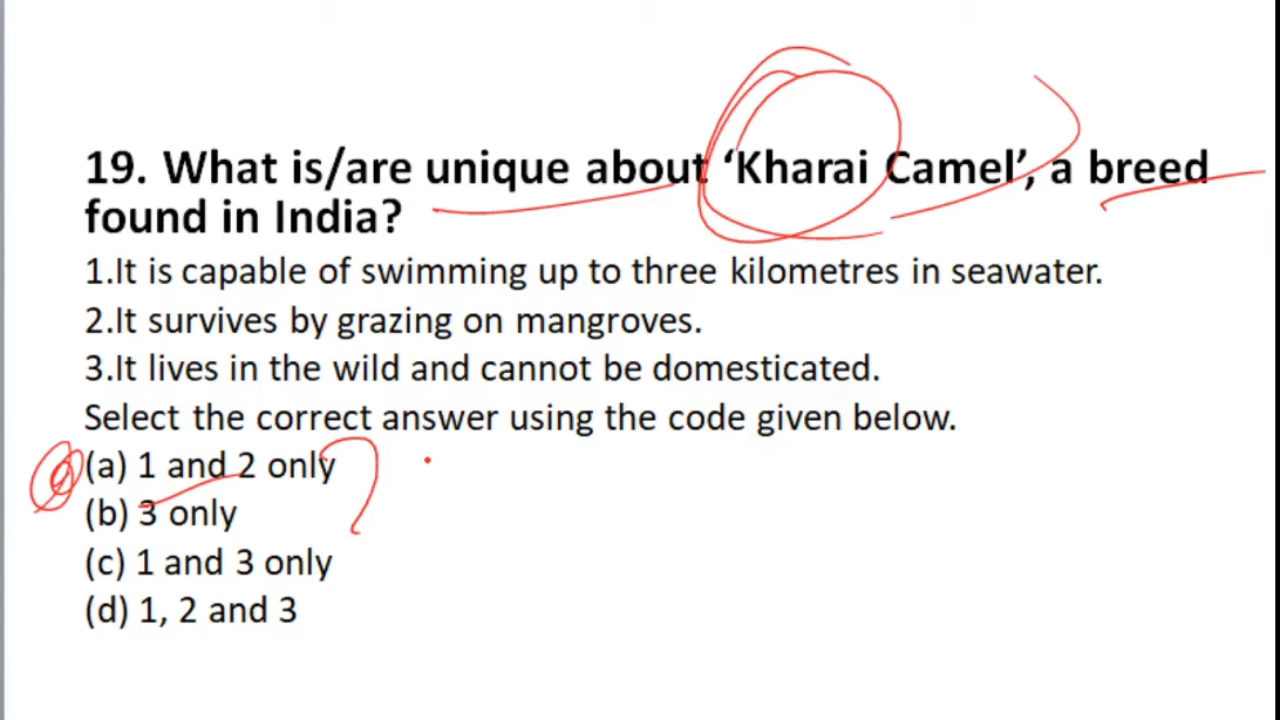 19. What is/are unique about ‘Kharai Camel’, a breed
found in India?
1.It is capable of swimming up to three kilometres in seawater.
2.It survives by grazing on mangroves.
3.It lives in the wild and cannot be domesticated.
Select the correct answer using the code given below.
(a) 1 and 2 only
(b) 3 only
(c) 1 and 3 only
(d) 1, 2 and 3